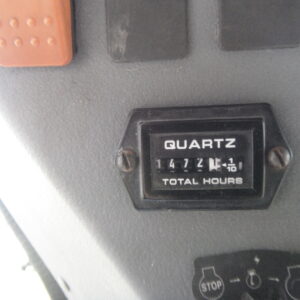 QUARTZ
1472 1/10
TOTAL HOURS
STOP